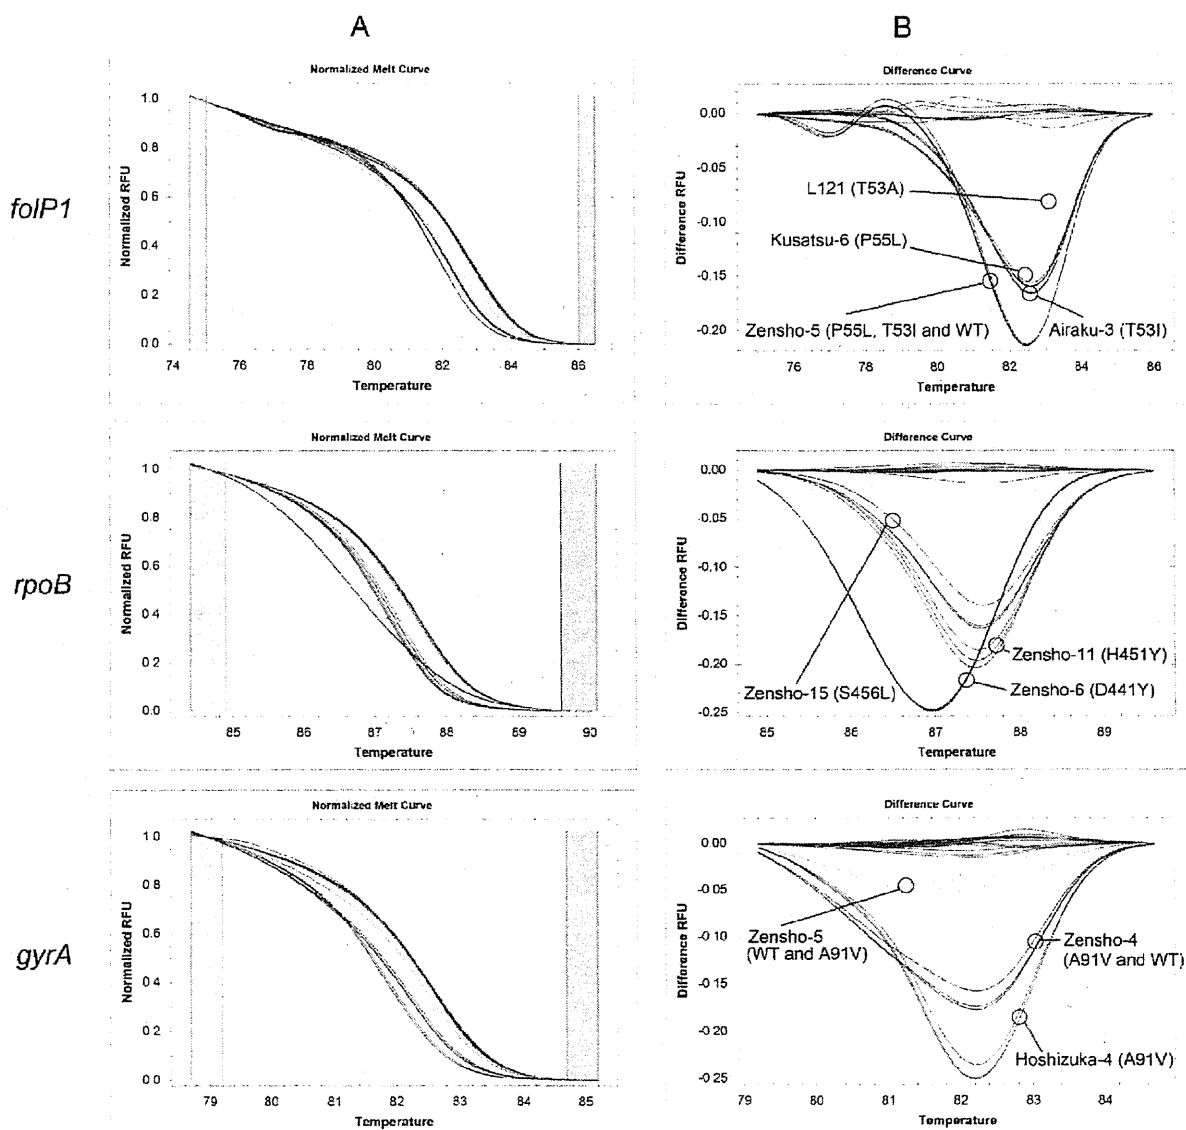 A
B
folP1
Normalized Melt Curve
Normalized RFU
1.0
0.8
0.6
0.4
0.2
0.0
74
76
78
80
82
84
86
Temperature
Difference Curve
Difference RFU
0.00
-0.05
-0.10
-0.15
-0.20
L121 (T53A)
Kusatsu-6 (P55L)
Zensho-5 (P55L, T53I and WT)
Airaku-3 (T53I)
76
78
80
82
84
86
Temperature
rpoB
Normalized Melt Curve
Normalized RFU
1.0
0.8
0.6
0.4
0.2
0.0
85
86
87
88
89
90
Temperature
Difference Curve
Difference RFU
0.00
-0.05
-0.10
-0.15
-0.20
-0.25
Zensho-11 (H451Y)
Zensho-15 (S456L)
Zensho-6 (D441Y)
85
86
87
88
89
Temperature
gyrA
Normalized Melt Curve
Normalized RFU
1.0
0.8
0.6
0.4
0.2
0.0
79
80
81
82
83
84
85
Temperature
Difference Curve
Difference RFU
0.00
-0.05
-0.10
-0.15
-0.20
-0.25
Zensho-5
(WT and A91V)
Zensho-4
(A91V and WT)
Hoshizuka-4 (A91V)
79
80
81
82
83
84
Temperature